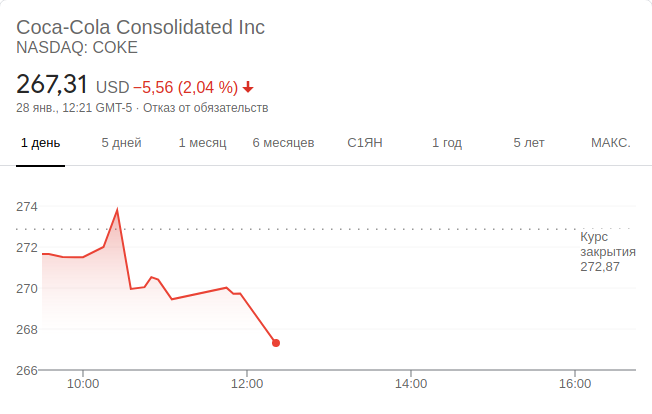 Coca-Cola Consolidated Inc
NASDAQ: COKE
267,31 USD −5,56 (2,04 %)
28 янв., 12:21 GMT-5 · Отказ от обязательств
1 день 5 дней 1 месяц 6 месяцев С1ЯН 1 год 5 лет МАКС.
274
272
270
268
266
Курс
закрытия
272,87
10:00 12:00 14:00 16:00